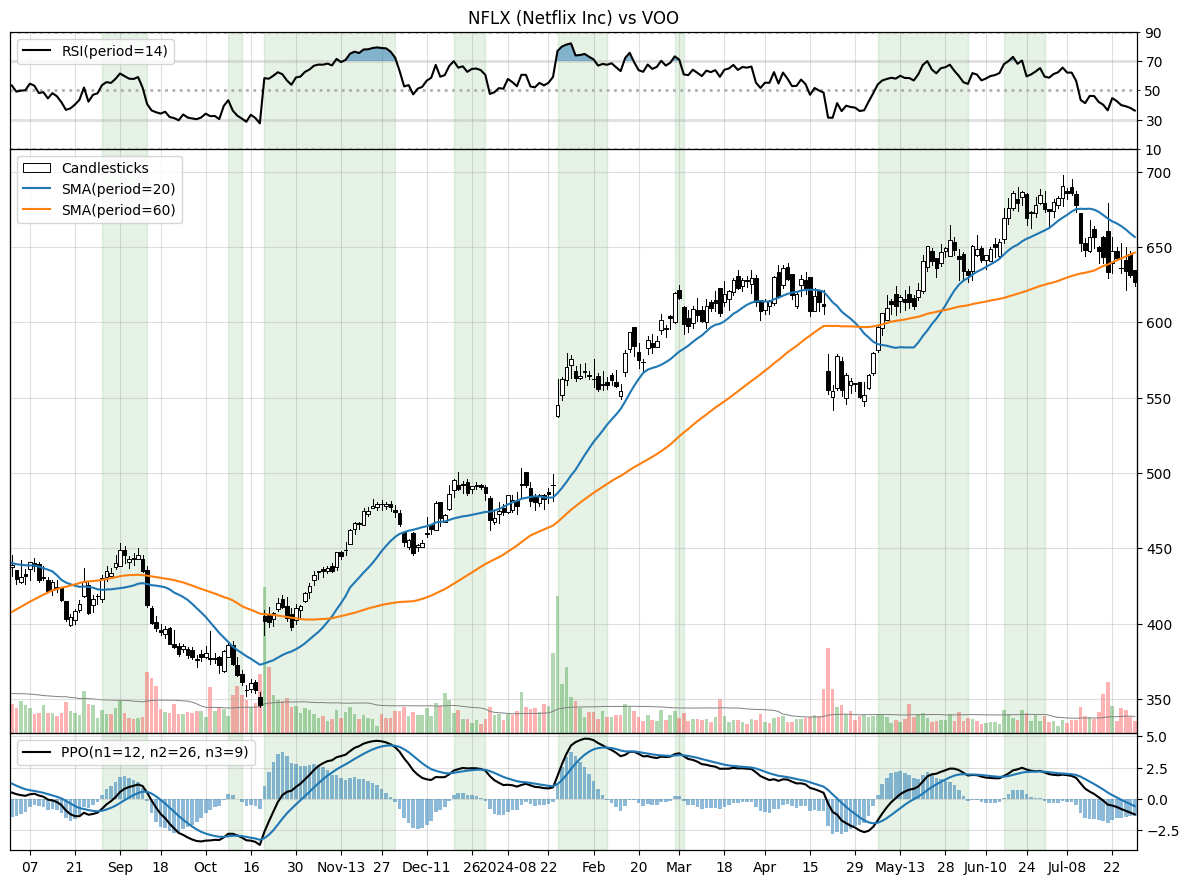 NFLX (Netflix Inc) vs VOO
RSI(period=14)
90
70
50
30
10
Candlesticks
SMA(period=20)
SMA(period=60)
700
650
600
550
500
450
400
350
PPO(n1=12, n2=26, n3=9)
5.0
2.5
0.0
−2.5
07 21 Sep 18 Oct 16 30 Nov-13 27 Dec-11 26 2024-08 22 Feb 20 Mar 18 Apr 15 29 May-13 28 Jun-10 24 Jul-08 22